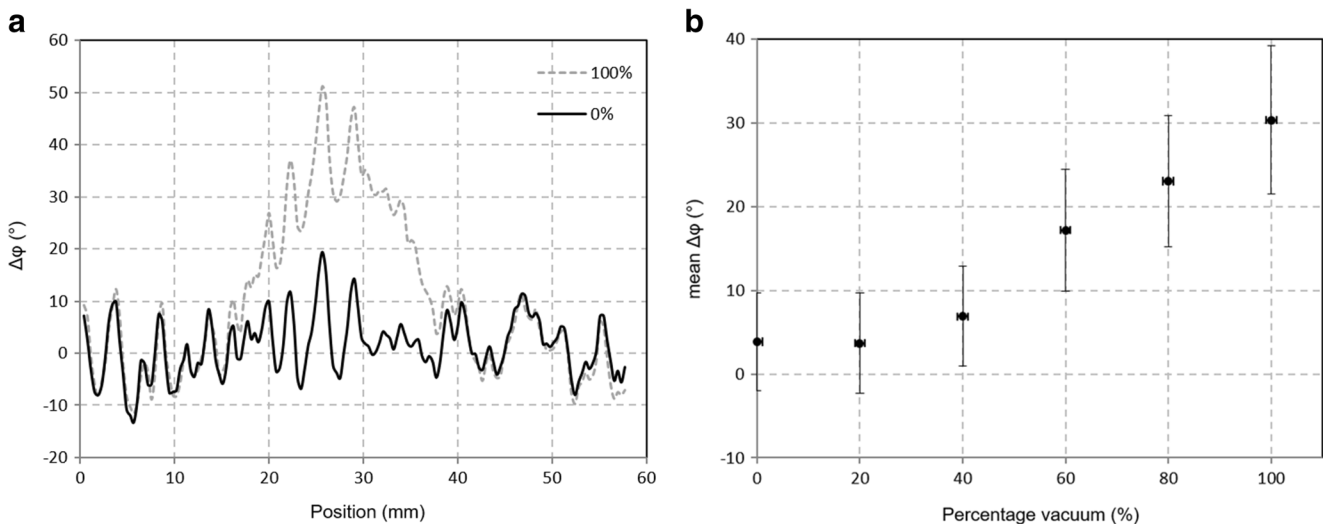 a
60
50
40
30
20
10
0
-10
-20
Δφ (°)
100%
0%
0 10 20 30 40 50 60
Position (mm)
b
40
30
20
10
0
-10
mean Δφ (°)
0 20 40 60 80 100
Percentage vacuum (%)